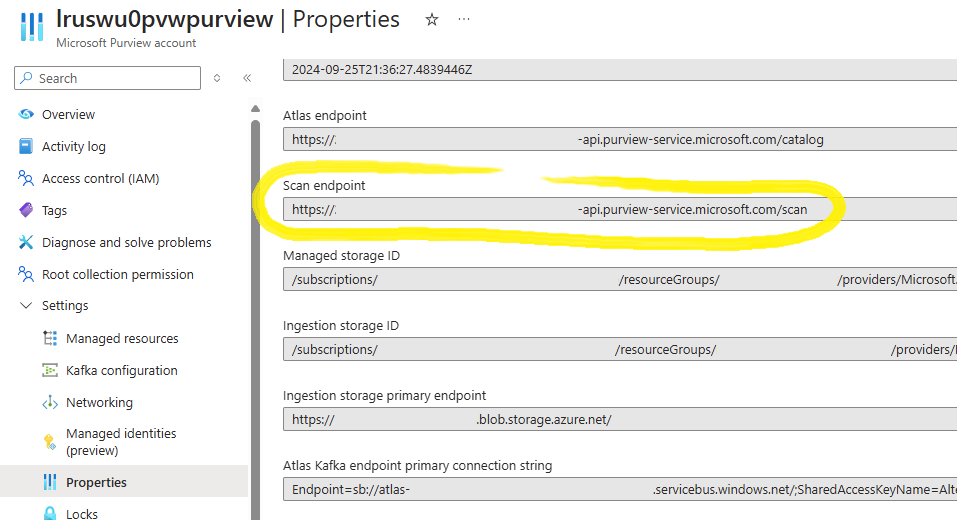 lruswu0pvwpurview | Properties ☆ ...
Microsoft Purview account
Search
«
Overview
Activity log
Access control (IAM)
Tags
Diagnose and solve problems
Root collection permission
Settings
Managed resources
Kafka configuration
Networking
Managed identities
(preview)
Properties
Locks
2024-09-25T21:36:27.4839446Z
Atlas endpoint
https:// -api.purview-service.microsoft.com/catalog
Scan endpoint
https:// -api.purview-service.microsoft.com/scan
Managed storage ID
/subscriptions/ /resourceGroups/ /providers/Microsoft.
Ingestion storage ID
/subscriptions/ /resourceGroups/ /providers/
Ingestion storage primary endpoint
https:// .blob.storage.azure.net/
Atlas Kafka endpoint primary connection string
Endpoint=sb://atlas- .servicebus.windows.net/;SharedAccessKeyName=Alte